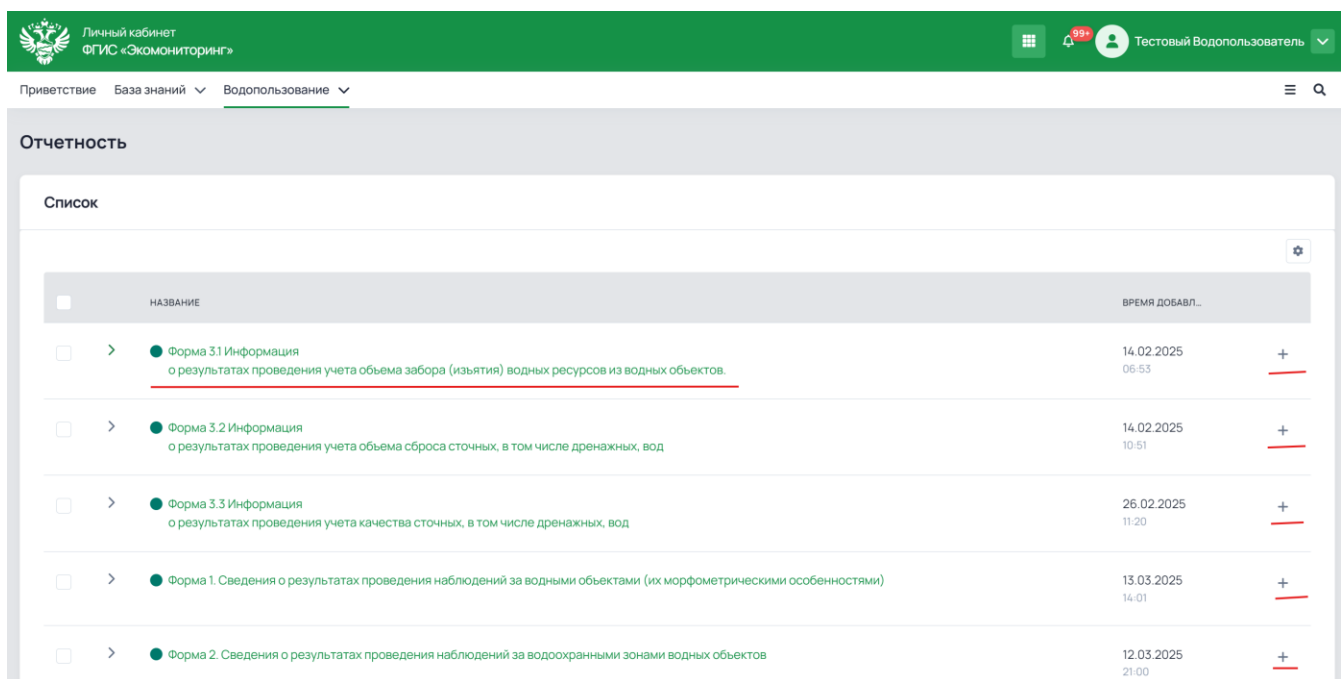 Личный кабинет
ФГИС «Экомониторинг»
99+
Тестовый Водопользователь
Приветствие База знаний Водопользование
Отчетность
Список
НАЗВАНИЕ ВРЕМЯ ДОБАВЛ...
Форма 3.1 Информация 14.02.2025
о результатах проведения учета объема забора (изъятия) водных ресурсов из водных объектов. 06:53
Форма 3.2 Информация 14.02.2025
о результатах проведения учета объема сброса сточных, в том числе дренажных, вод 10:51
Форма 3.3 Информация 26.02.2025
о результатах проведения учета качества сточных, в том числе дренажных, вод 11:20
Форма 1. Сведения о результатах проведения наблюдений за водными объектами (их морфометрическими особенностями) 13.03.2025
14:01
Форма 2. Сведения о результатах проведения наблюдений за водоохранными зонами водных объектов 12.03.2025
21:00